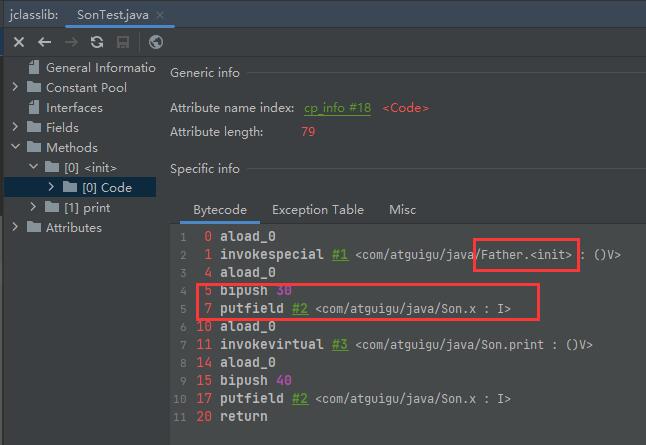 jclasslib: SonTest.java
General Informatio
Constant Pool
Interfaces
Fields
Methods
[0] <init>
[0] Code
[1] print
Attributes
Generic info
Attribute name index: cp_info #18 <Code>
Attribute length: 79
Specific info
Bytecode Exception Table Misc
1 0 aload_0
2 1 invokespecial #1 <com/atguigu/java/Father.<init> : ()V>
3 4 aload_0
4 5 bipush 30
5 7 putfield #2 <com/atguigu/java/Son.x : I>
6 10 aload_0
7 11 invokevirtual #3 <com/atguigu/java/Son.print : ()V>
8 14 aload_0
9 15 bipush 40
10 17 putfield #2 <com/atguigu/java/Son.x : I>
11 20 return